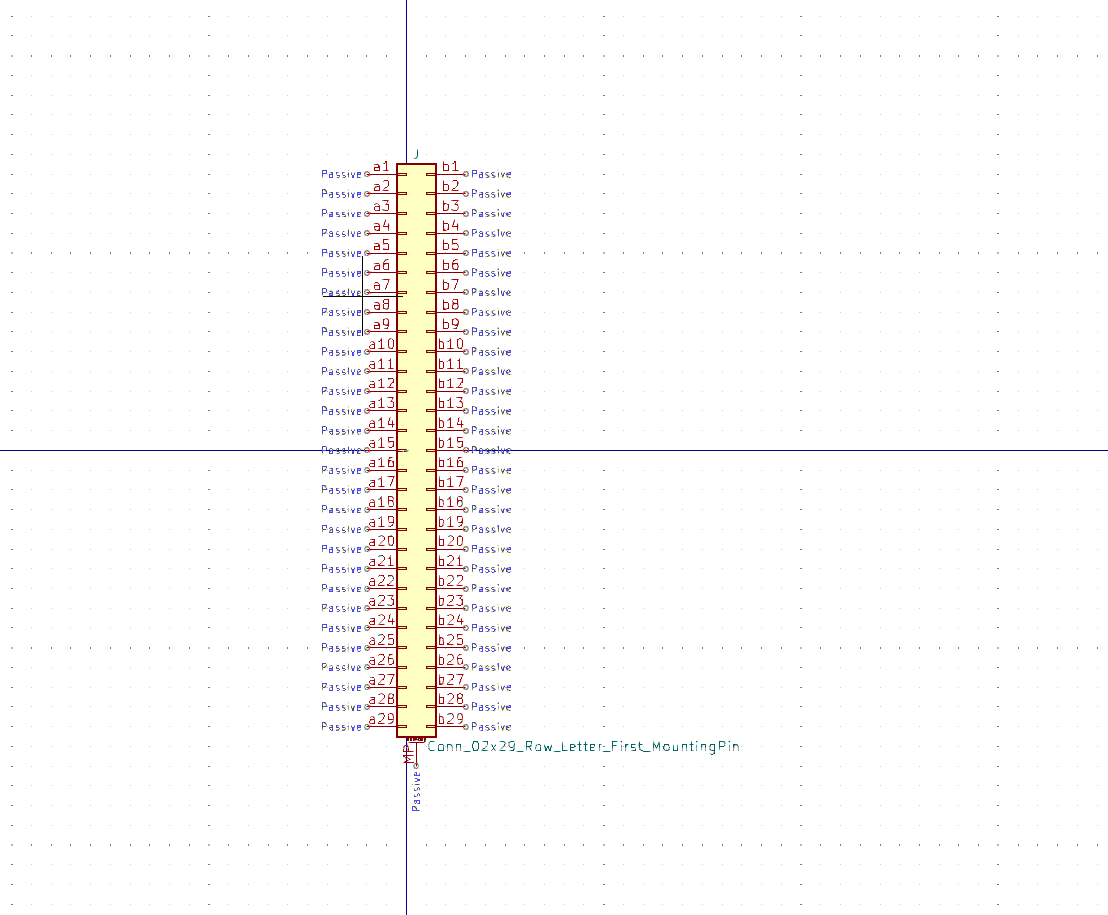 J
Passive a1 b1 Passive
Passive a2 b2 Passive
Passive a3 b3 Passive
Passive a4 b4 Passive
Passive a5 b5 Passive
Passive a6 b6 Passive
Passive a7 b7 Passive
Passive a8 b8 Passive
Passive a9 b9 Passive
Passive a10 b10 Passive
Passive a11 b11 Passive
Passive a12 b12 Passive
Passive a13 b13 Passive
Passive a14 b14 Passive
Passive a15 b15 Passive
Passive a16 b16 Passive
Passive a17 b17 Passive
Passive a18 b18 Passive
Passive a19 b19 Passive
Passive a20 b20 Passive
Passive a21 b21 Passive
Passive a22 b22 Passive
Passive a23 b23 Passive
Passive a24 b24 Passive
Passive a25 b25 Passive
Passive a26 b26 Passive
Passive a27 b27 Passive
Passive a28 b28 Passive
Passive a29 b29 Passive
Conn_02x29_Row_Letter_First_MountingPin
MP
Passive